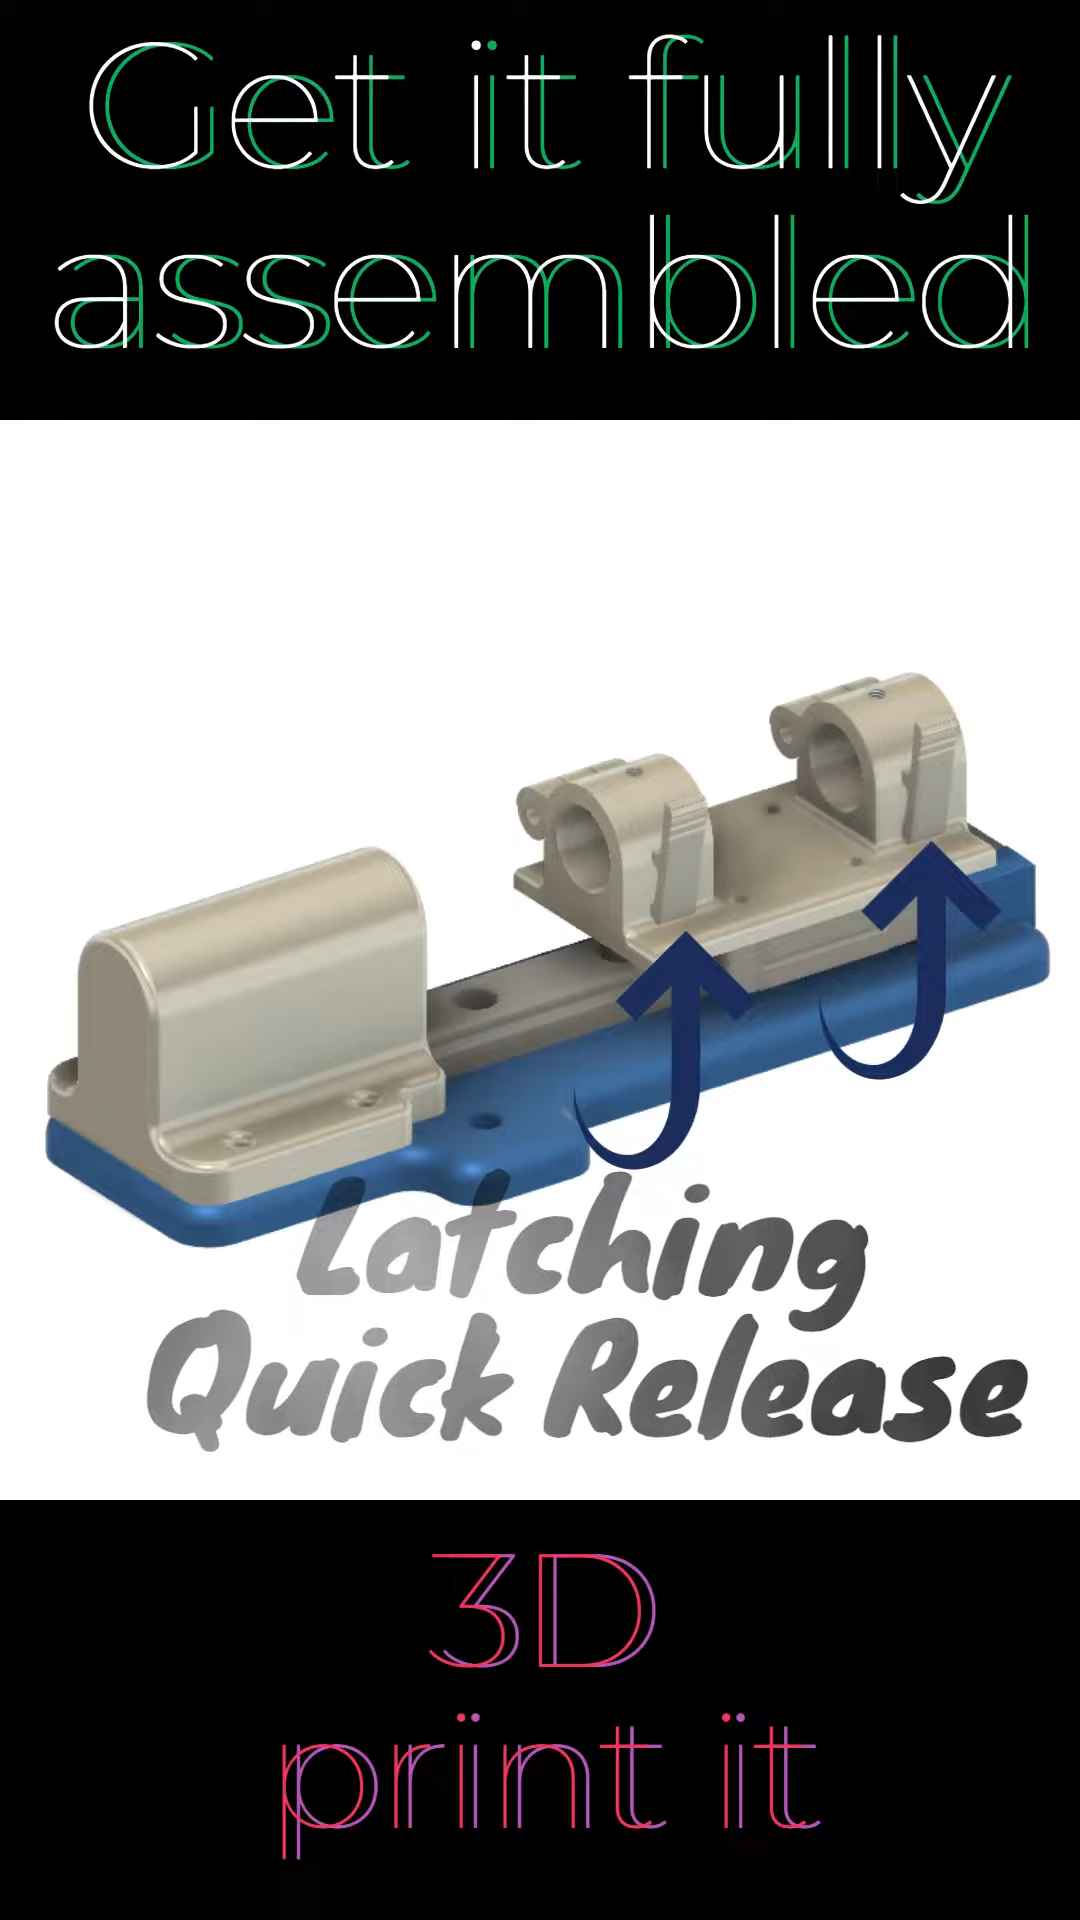 Get it fully
assembled
Latching
Quick Release
3D
print it